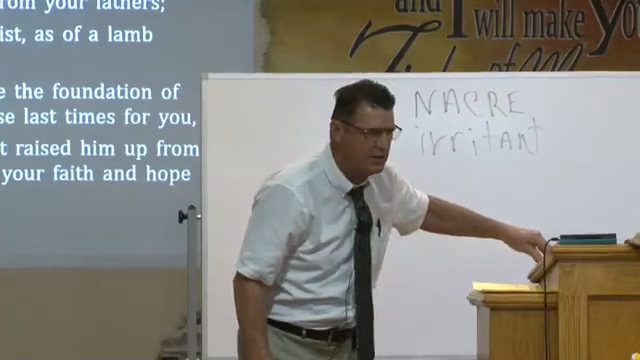 from your fathers;
ist, as of a lamb
e the foundation of
se last times for you,
t raised him up from
your faith and hope
and I will make you
of M
NACRE
irritant